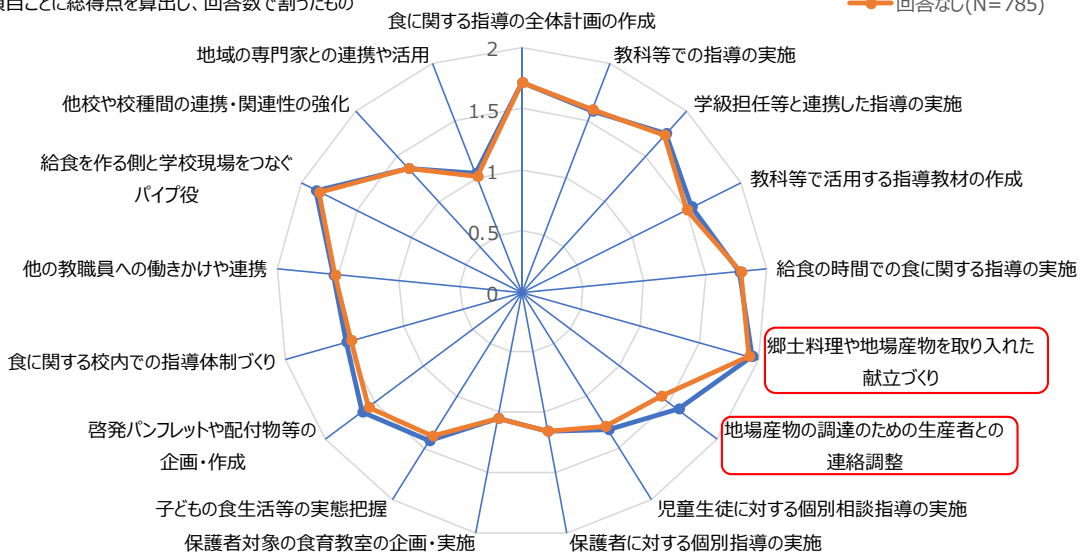 項目ごとに総得点を算出し、回答数で割ったもの
回答なし(N=785)
食に関する指導の全体計画の作成
教科等での指導の実施
学級担任等と連携した指導の実施
教科等で活用する指導教材の作成
給食の時間での食に関する指導の実施
郷土料理や地場産物を取り入れた
献立づくり
地場産物の調達のための生産者との
連絡調整
児童生徒に対する個別相談指導の実施
保護者に対する個別指導の実施
保護者対象の食育教室の企画・実施
子どもの食生活等の実態把握
啓発パンフレットや配付物等の
企画・作成
食に関する校内での指導体制づくり
他の教職員への働きかけや連携
給食を作る側と学校現場をつなぐ
パイプ役
他校や校種間の連携・関連性の強化
地域の専門家との連携や活用
2
1.5
1
0.5
0